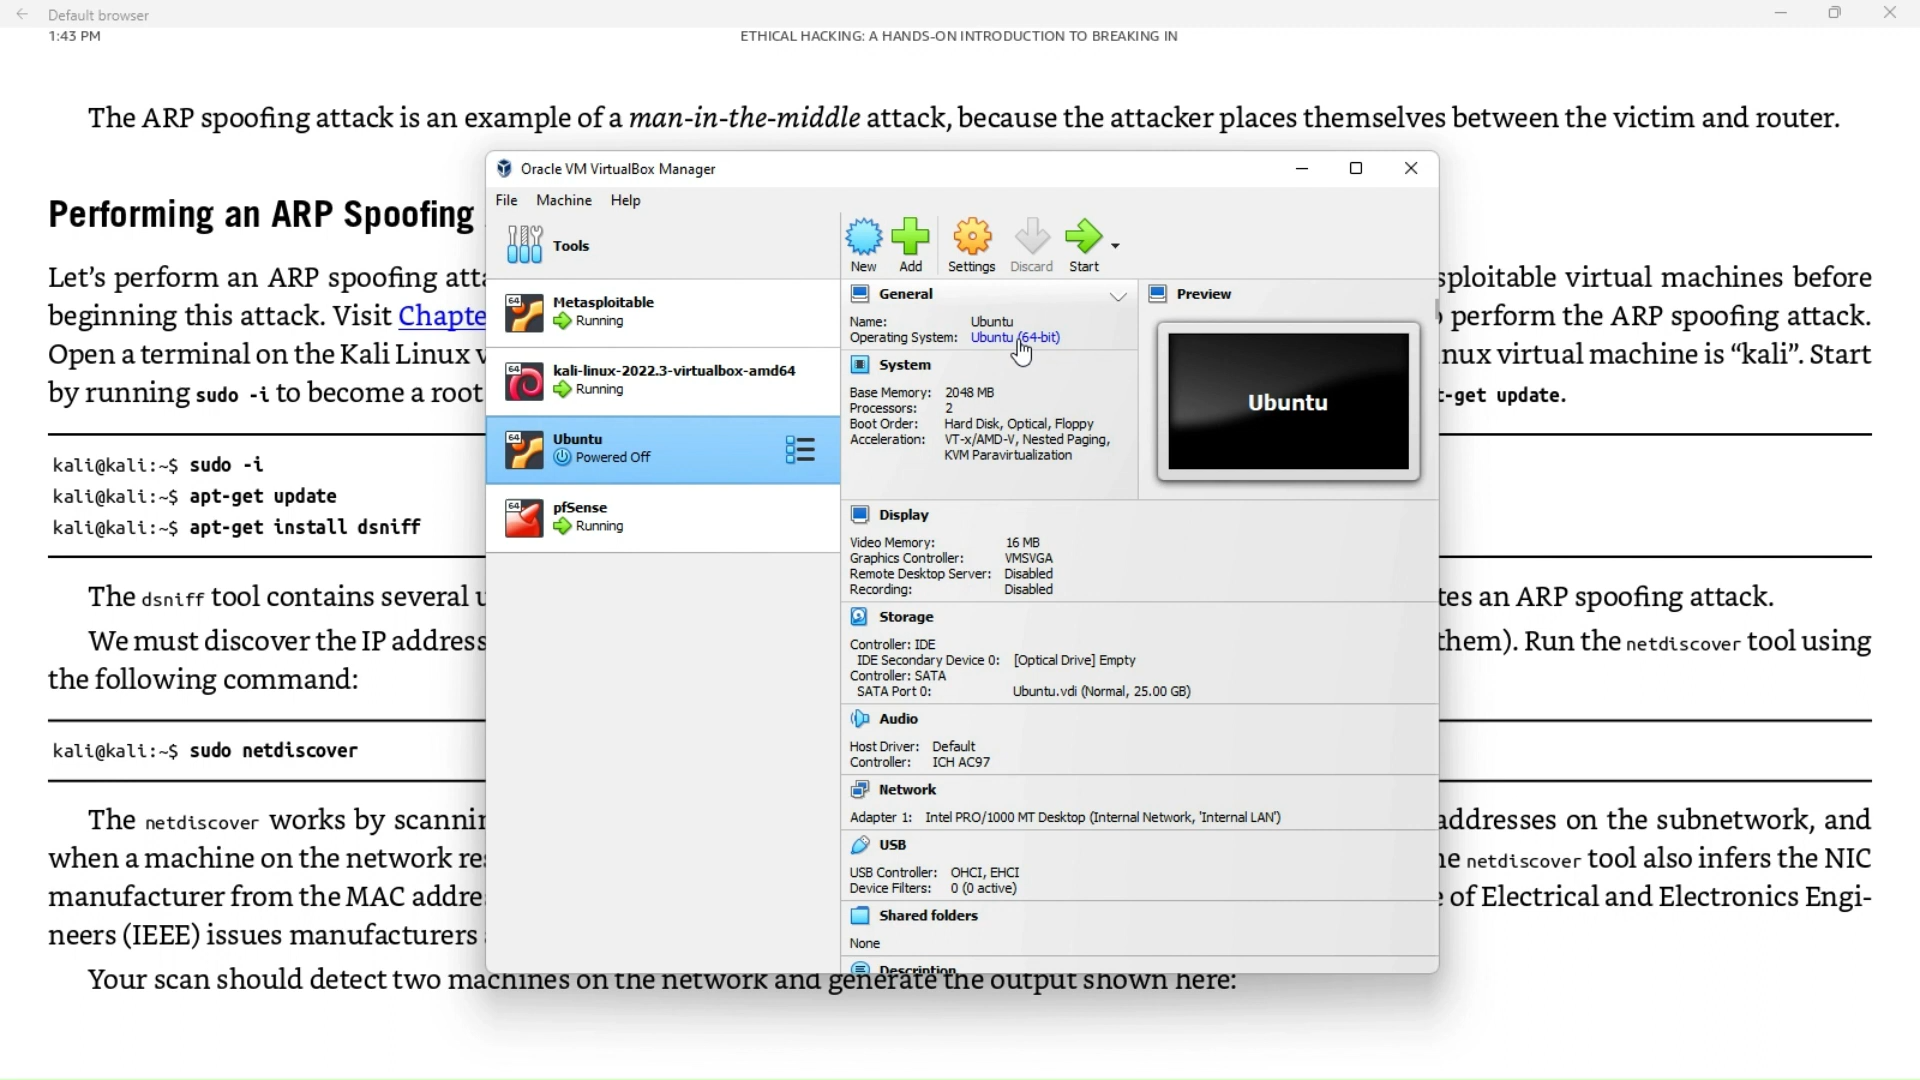 Default browser
1:43 PM
ETHICAL HACKING: A HANDS-ON INTRODUCTION TO BREAKING IN
The ARP spoofing attack is an example of a man-in-the-middle attack, because the attacker places themselves between the victim and router.
Performing an ARP Spoofing
Let's perform an ARP spoofing
beginning this attack. Visit
Open a terminal on the Kali Linux
by running sudo -i to become a root
kali@kali:~$ sudo -i
kali@kali:~$ apt-get update
kali@kali:~$ apt-get install dsniff
The dsniff tool contains several
We must discover the IP address
the following command:
kali@kali:~$ sudo netdiscover
The netdiscover works by
when a machine on the network
manufacturer from the MAC
neers (IEEE) issues manufacturers
Oracle VM VirtualBox Manager
File Machine Help
Tools
Metasploitable
Running
kali-linux-2022.3-virtualbox-amd64
Running
Ubuntu
Powered Off
pfSense
Running
New Add Settings Discard Start
General
Name: Ubuntu
Operating System: Ubuntu (64-bit)
System
Base Memory: 2048 MB
Processors: 2
Boot Order: Hard Disk, Optical, Floppy
Acceleration: VT-x/AMD-V, Nested Paging,
KVM Paravirtualization
Preview
Ubuntu
Display
Video Memory: 16 MB
Graphics Controller: VMSVGA
Remote Desktop Server: Disabled
Recording: Disabled
Storage
Controller: IDE
IDE Secondary Device 0: [Optical Drive] Empty
Controller: SATA
SATA Port 0: Ubuntu.vdi (Normal, 25.00 GB)
Audio
Host Driver: Default
Controller: ICH AC97
Network
Adapter 1: Intel PRO/1000 MT Desktop (Internal Network, 'Internal LAN')
USB
USB Controller: OHCI, EHCI
Device Filters: 0 (0 active)
Shared folders
None
Description
sploitable virtual machines before
perform the ARP spoofing attack.
nux virtual machine is “kali”. Start
t-get update.
tes an ARP spoofing attack.
them). Run the netdiscover tool using
addresses on the subnetwork, and
netdiscover tool also infers the NIC
of Electrical and Electronics Engi-
Your scan should detect two machines on the network and generate the output shown here: